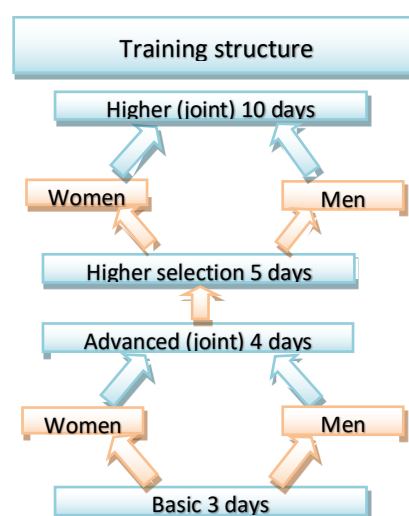 Training structure
Higher (joint) 10 days
Women
Men
Higher selection 5 days
Advanced (joint) 4 days
Women
Men
Basic 3 days